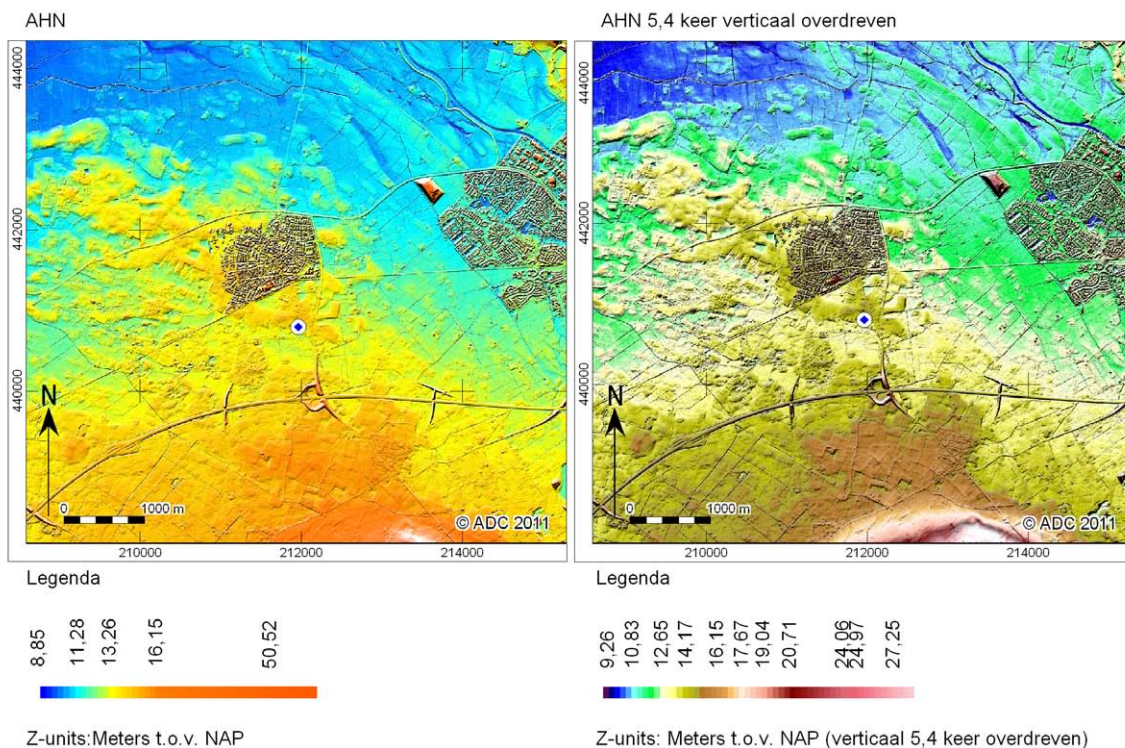 AHN
444000
442000
440000
N
0 1000 m
© ADC 2011
210000 212000 214000
Legenda
8,85 11,28 13,26 16,15 50,52
Z-units:Meters t.o.v. NAP
AHN 5,4 keer verticaal overdreven
444000
442000
440000
N
0 1000 m
© ADC 2011
210000 212000 214000
Legenda
9,26 10,83 12,65 14,17 16,15 17,67 19,04 20,71 24,06 24,97 27,25
Z-units: Meters t.o.v. NAP (verticaal 5,4 keer overdreven)